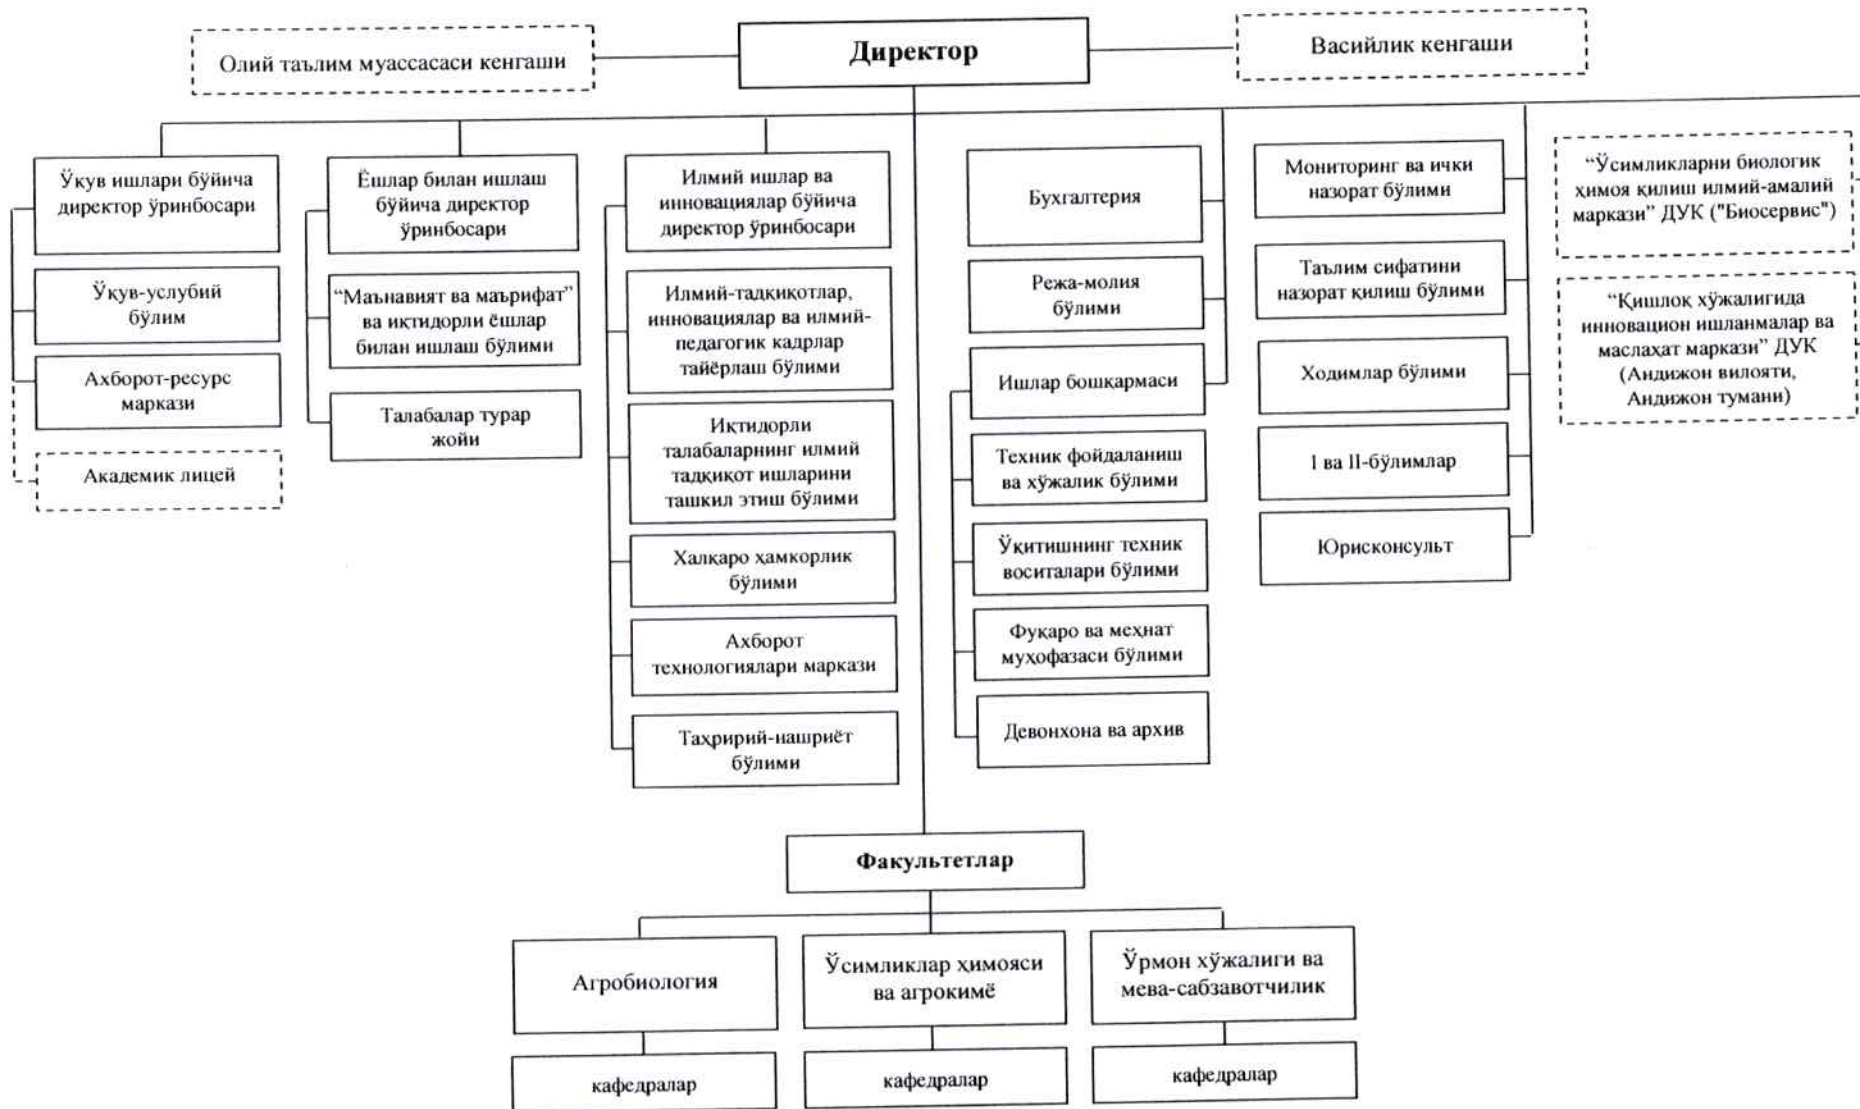 Олий таълим муассасаси кенгаши
Директор
Васийлик кенгаши
Ўқув ишлари бўйича
директор ўринбосари
Ўқув-услубий
бўлим
Ахборот-ресурс
маркази
Академик лицей
Ёшлар билан ишлаш
бўйича директор
ўринбосари
“Маънавият ва маърифат”
ва иқтидорли ёшлар
билан ишлаш бўлими
Талабалар турар
жойи
Илмий ишлар ва
инновациялар бўйича
директор ўринбосари
Илмий-тадқиқотлар,
инновациялар ва илмий-
педагогик кадрлар
тайёрлаш бўлими
Иқтидорли
талабаларнинг илмий
тадқиқот ишларини
ташкил этиш бўлими
Халқаро ҳамкорлик
бўлими
Ахборот
технологиялари маркази
Таҳририй-нашриёт
бўлими
Бухгалтерия
Режа-молия
бўлими
Ишлар бошқармаси
Техник фойдаланиш
ва хўжалик бўлими
Ўқитишнинг техник
воситалари бўлими
Фуқаро ва меҳнат
муҳофазаси бўлими
Девонхона ва архив
Мониторинг ва ички
назорат бўлими
Таълим сифатини
назорат қилиш бўлими
Ходимлар бўлими
I ва II-бўлимлар
Юрисконсульт
“Ўсимликларни биологик
ҳимоя қилиш илмий-амалий
маркази” ДУК ("Биосервис")
“Қишлоқ хўжалигида
инновацион ишланмалар ва
маслаҳат маркази” ДУК
(Андижон вилояти,
Андижон тумани)
Факультетлар
Агробиология
Ўсимликлар ҳимояси
ва агрокимё
Ўрмон хўжалиги ва
мева-сабзавотчилик
кафедралар
кафедралар
кафедралар